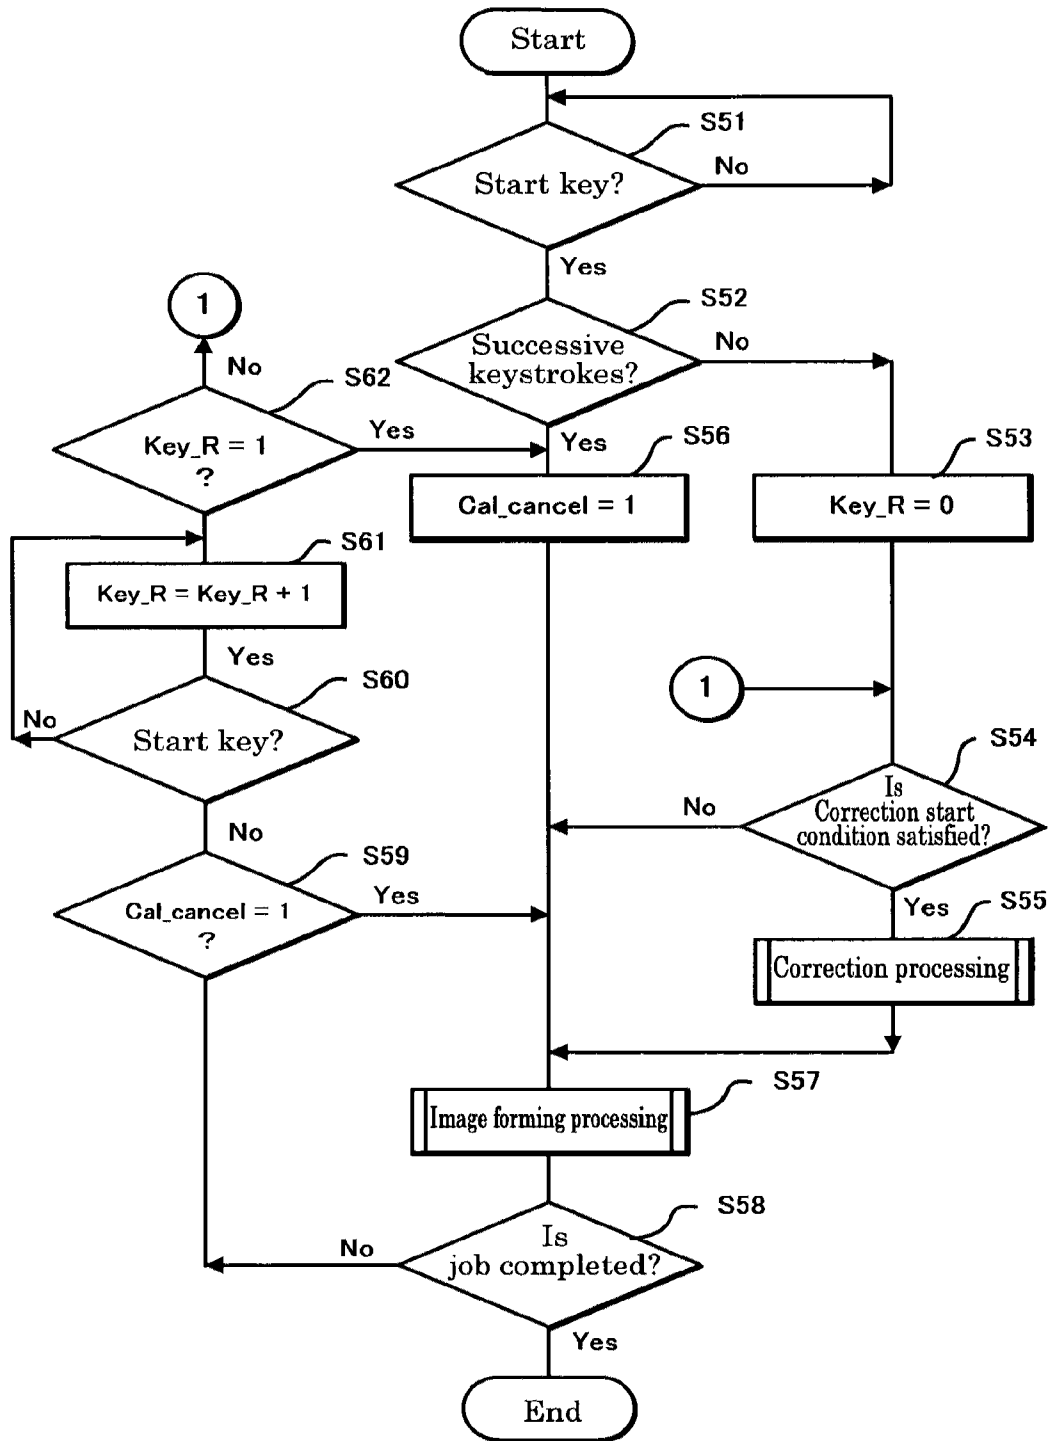 Start
S51
Start key?
No
Yes
S52
1
Successive
keystrokes?
No
No
S62
Key_R = 1
?
Yes
Yes
S56
S53
Cal_cancel = 1
Key_R = 0
S61
Key_R = Key_R + 1
Yes
S60
1
No
Start key?
S54
Is
Correction start
condition satisfied?
No
No
S59
Cal_cancel = 1
?
Yes
Yes
S55
Correction processing
S57
Image forming processing
S58
Is
job completed?
No
Yes
End